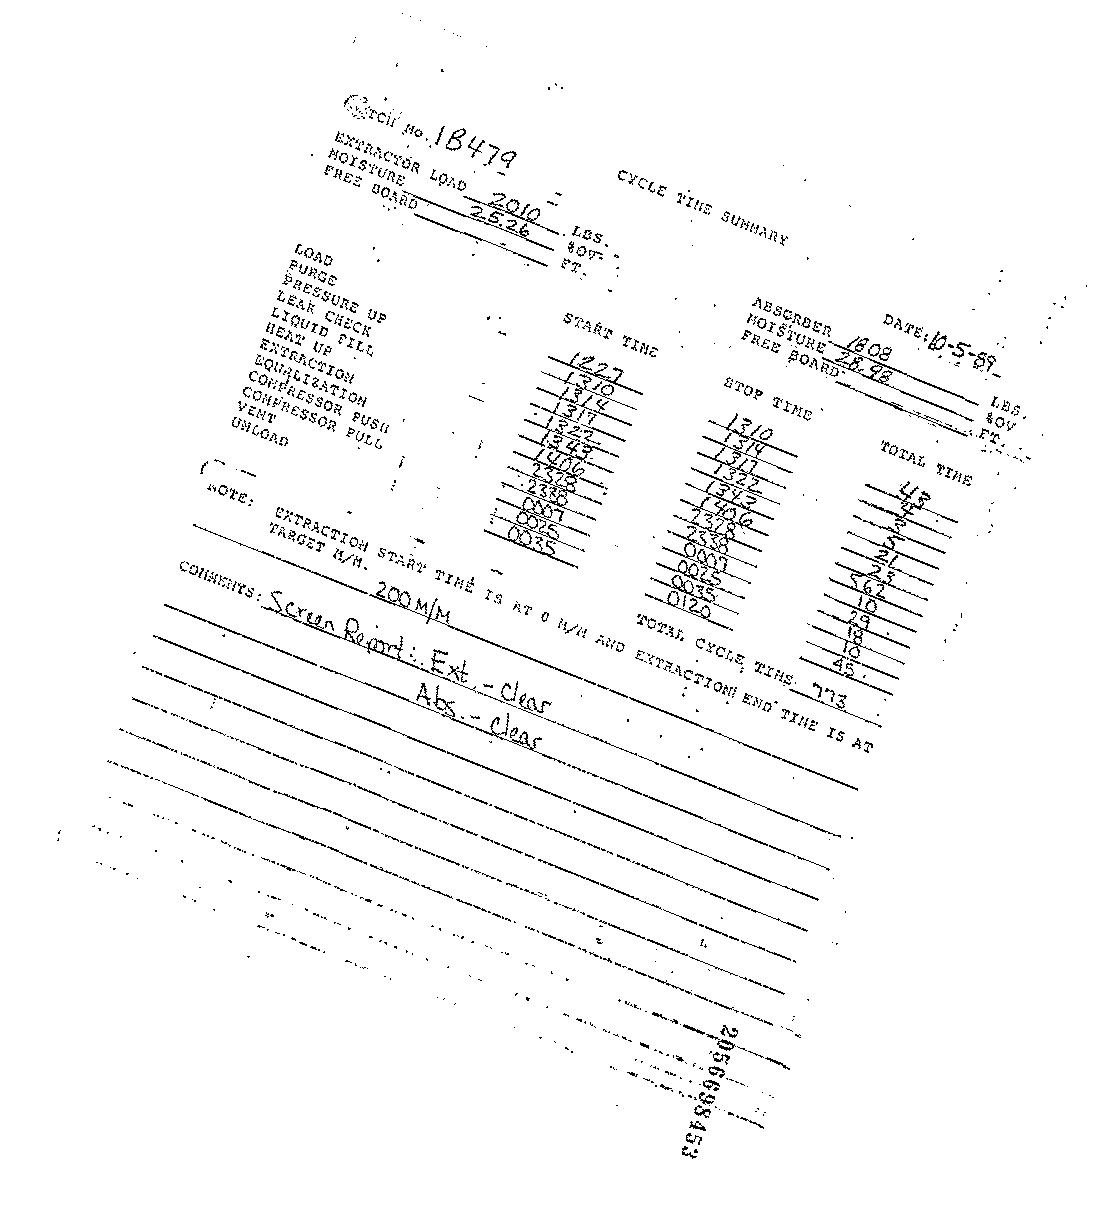 CYCLE TIME SUMMARY
No. 1B479
DATE: 10-5-89
EXTRACTOR LOAD 2010 LBS.
MOISTURE 25.26 %OV
FREE BOARD - FT.
ABSORBER 1808 LBS.
MOISTURE 28.98 %OV
FREE BOARD - FT.
START TIME STOP TIME TOTAL TIME
LOAD 1227 1310 43
PURGE 1310 1314 4
PRESSURE UP 1314 1317 3
LEAK CHECK 1317 1322 5
LIQUID FILL 1322 1343 21
HEAT UP 1343 1406 23
EXTRACTION 1406 2328 562
EQUALIZATION 2328 2338 10
COMPRESSOR PUSH 2338 0007 29
COMPRESSOR PULL 0007 0025 18
VENT 0025 0035 10
UNLOAD 0035 0120 45
TOTAL CYCLE TIME 773
NOTE: EXTRACTION START TIME IS AT 0 M/M AND EXTRACTION END TIME IS AT
TARGET M/M. 200 M/M
COMMENTS: Screen Report: Ext. - clear
Abs. - clear
2056698453